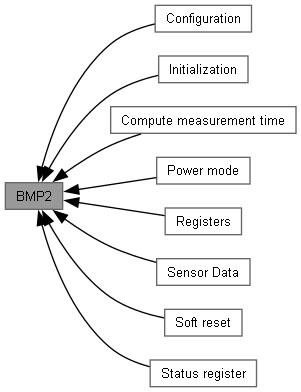 Configuration
Initialization
Compute measurement time
Power mode
BMP2
Registers
Sensor Data
Soft reset
Status register